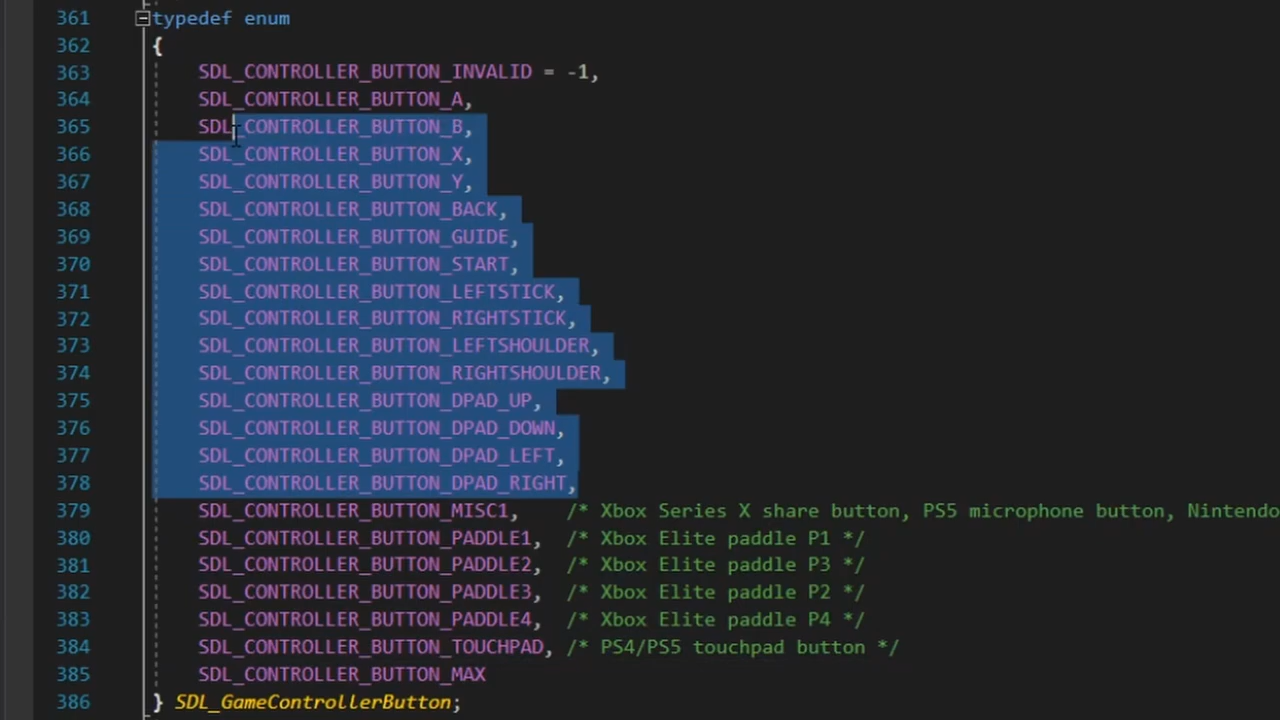 361 typedef enum
362 {
363 SDL_CONTROLLER_BUTTON_INVALID = -1,
364 SDL_CONTROLLER_BUTTON_A,
365 SDL_CONTROLLER_BUTTON_B,
366 SDL_CONTROLLER_BUTTON_X,
367 SDL_CONTROLLER_BUTTON_Y,
368 SDL_CONTROLLER_BUTTON_BACK,
369 SDL_CONTROLLER_BUTTON_GUIDE,
370 SDL_CONTROLLER_BUTTON_START,
371 SDL_CONTROLLER_BUTTON_LEFTSTICK,
372 SDL_CONTROLLER_BUTTON_RIGHTSTICK,
373 SDL_CONTROLLER_BUTTON_LEFTSHOULDER,
374 SDL_CONTROLLER_BUTTON_RIGHTSHOULDER,
375 SDL_CONTROLLER_BUTTON_DPAD_UP,
376 SDL_CONTROLLER_BUTTON_DPAD_DOWN,
377 SDL_CONTROLLER_BUTTON_DPAD_LEFT,
378 SDL_CONTROLLER_BUTTON_DPAD_RIGHT,
379 SDL_CONTROLLER_BUTTON_MISC1, /* Xbox Series X share button, PS5 microphone button, Nintendo
380 SDL_CONTROLLER_BUTTON_PADDLE1, /* Xbox Elite paddle P1 */
381 SDL_CONTROLLER_BUTTON_PADDLE2, /* Xbox Elite paddle P3 */
382 SDL_CONTROLLER_BUTTON_PADDLE3, /* Xbox Elite paddle P2 */
383 SDL_CONTROLLER_BUTTON_PADDLE4, /* Xbox Elite paddle P4 */
384 SDL_CONTROLLER_BUTTON_TOUCHPAD, /* PS4/PS5 touchpad button */
385 SDL_CONTROLLER_BUTTON_MAX
386 } SDL_GameControllerButton;